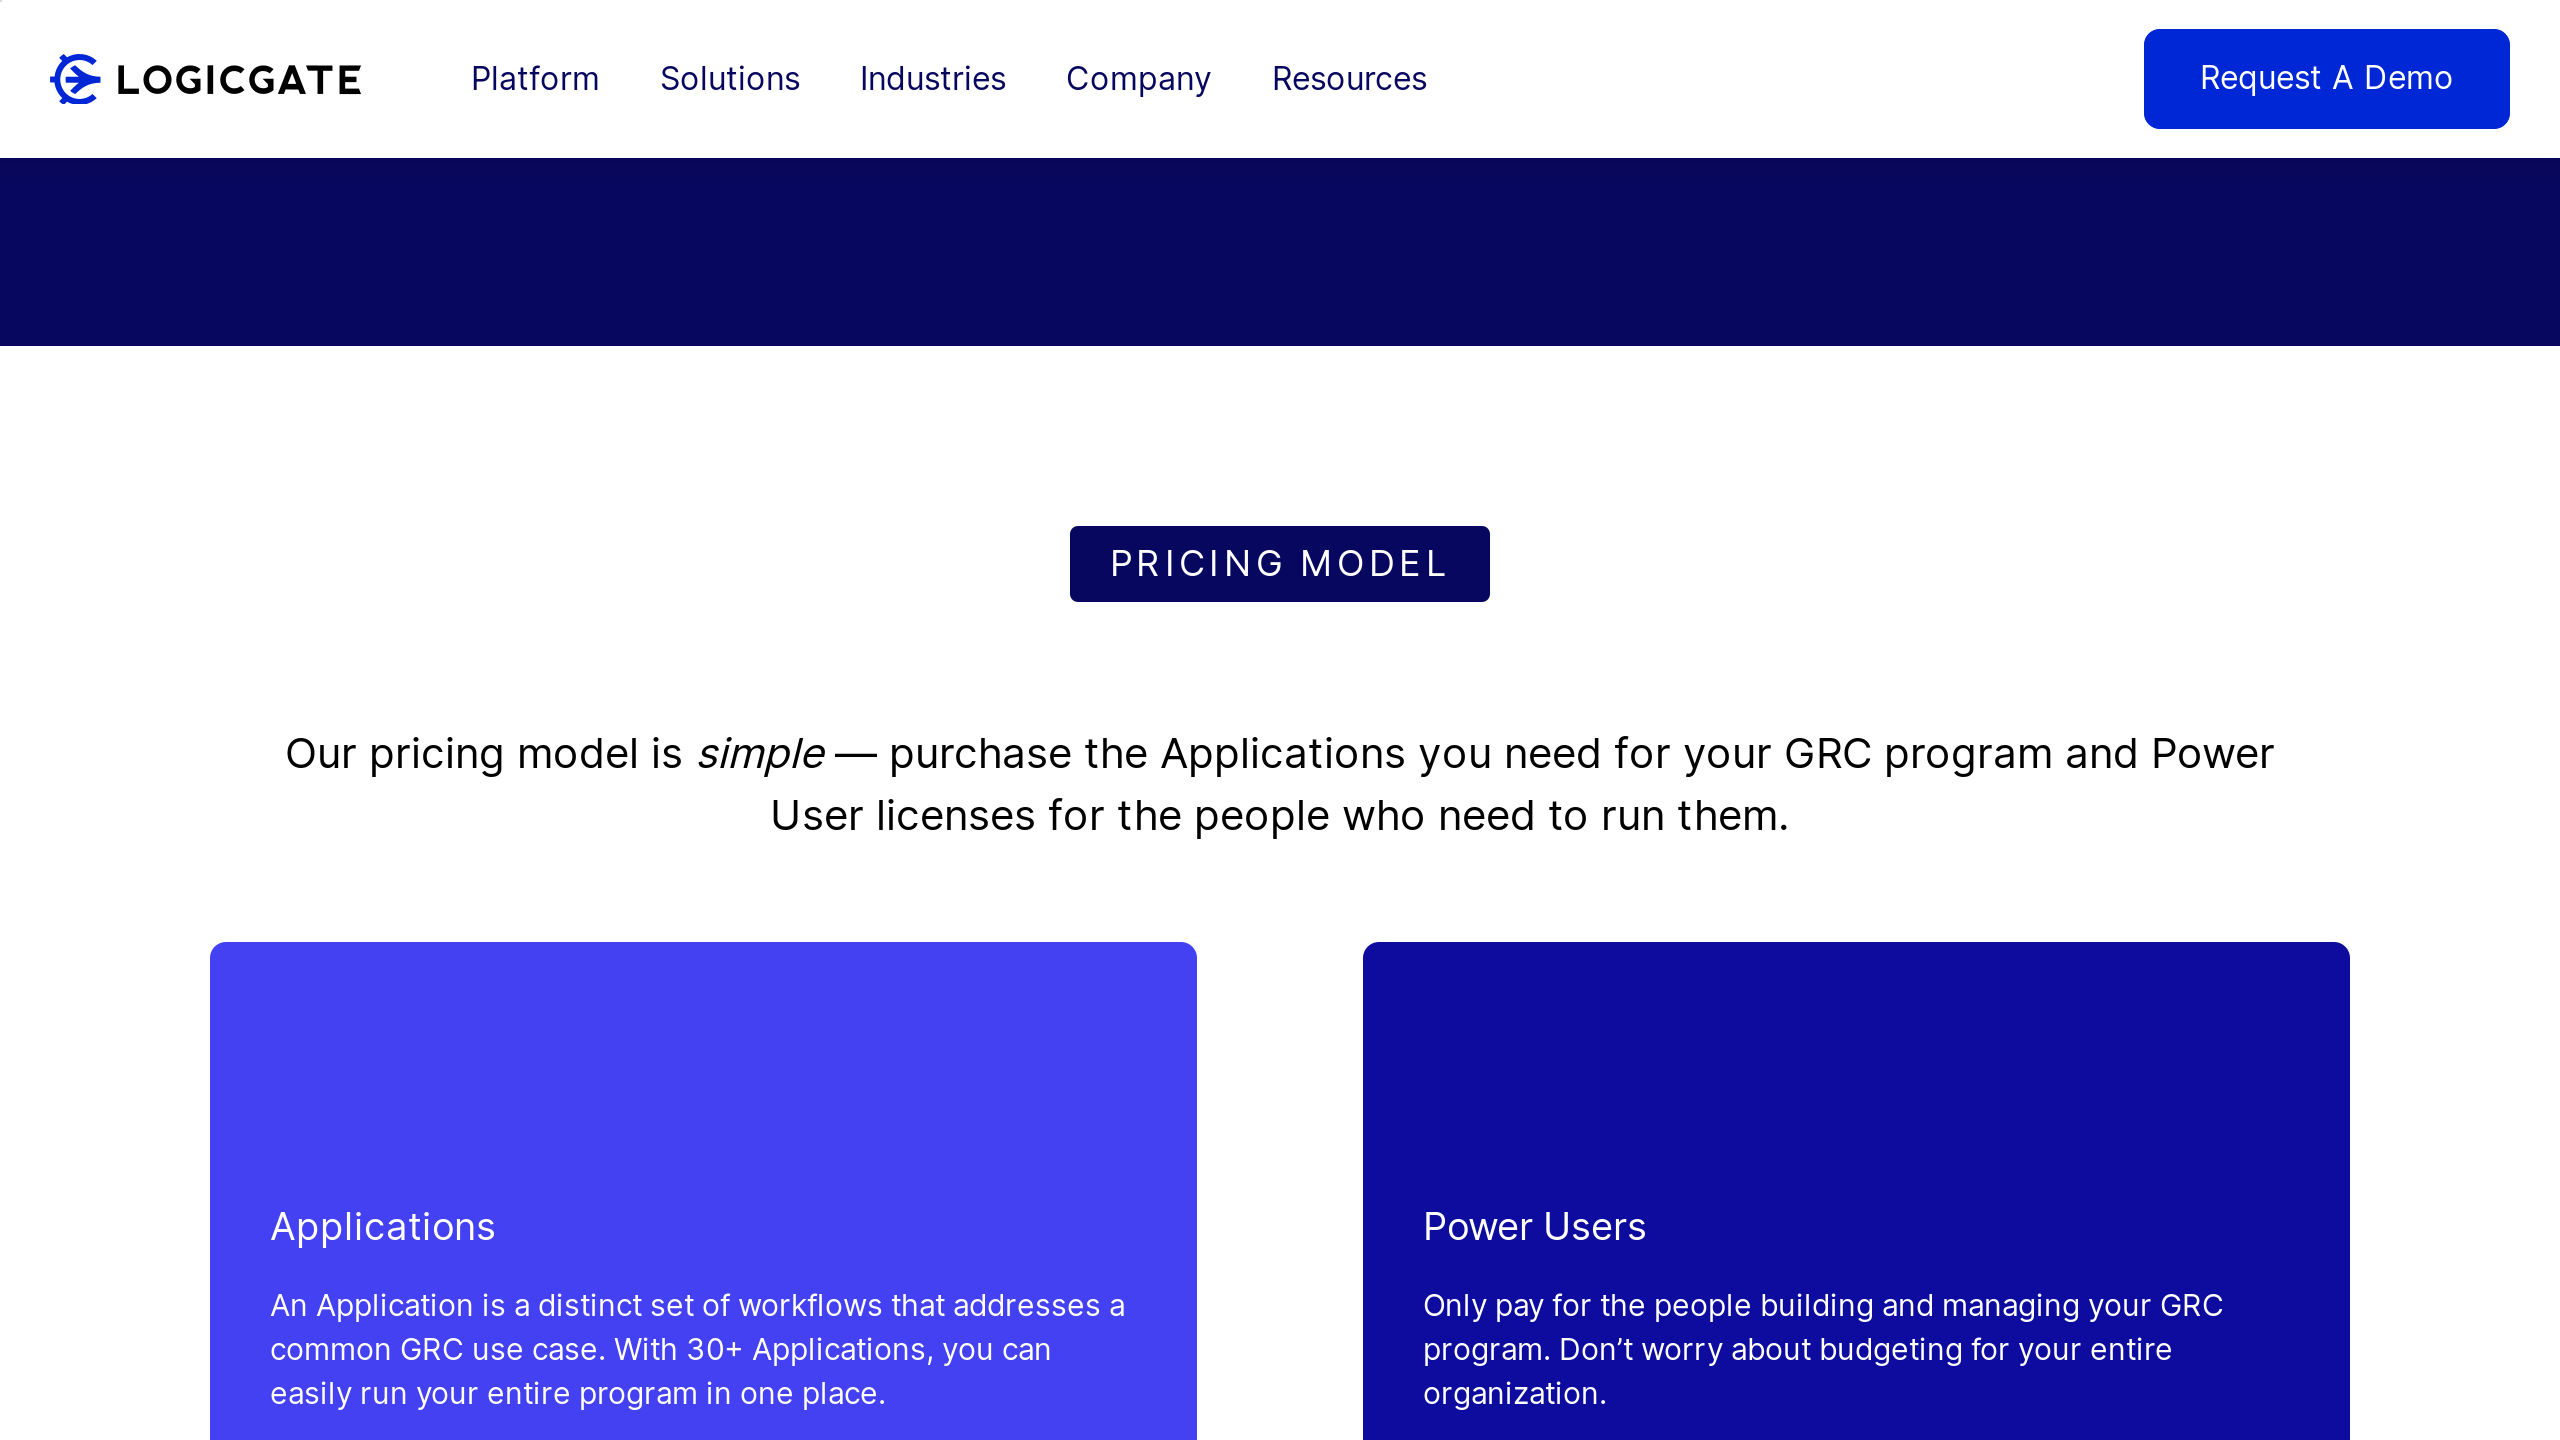 LOGICGATE
Platform
Solutions
Industries
Company
Resources
Request A Demo
PRICING MODEL
Our pricing model is simple — purchase the Applications you need for your GRC program and Power
User licenses for the people who need to run them.
Applications
An Application is a distinct set of workflows that addresses a
common GRC use case. With 30+ Applications, you can
easily run your entire program in one place.
Power Users
Only pay for the people building and managing your GRC
program. Don’t worry about budgeting for your entire
organization.